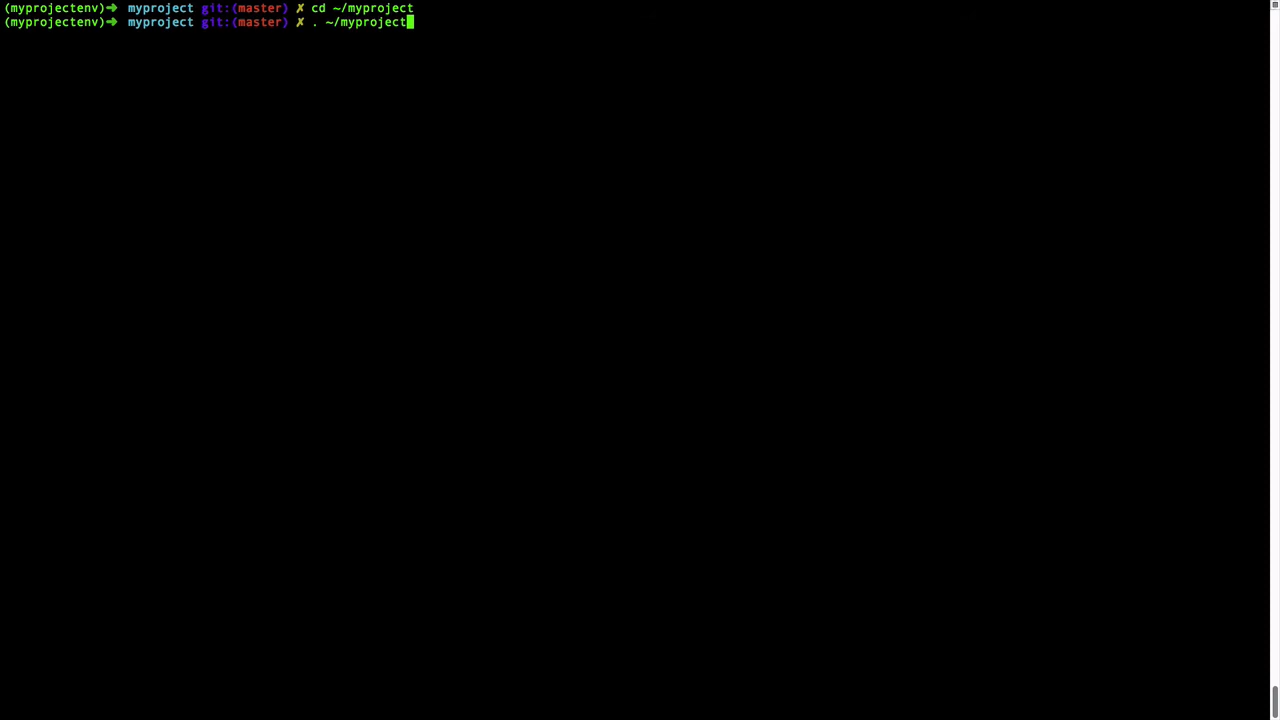 (myprojectenv)➜ myproject git:(master) ✗ cd ~/myproject
(myprojectenv)➜ myproject git:(master) ✗ . ~/myproject